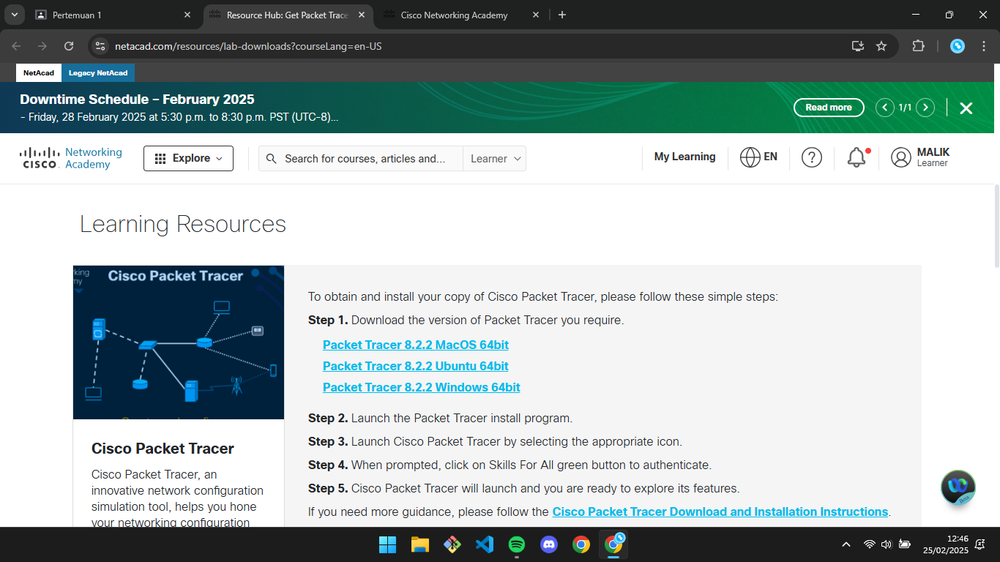 Pertemuan 1
Resource Hub: Get Packet Trace
Cisco Networking Academy
netacad.com/resources/lab-downloads?courseLang=en-US
NetAcad
Legacy NetAcad
Downtime Schedule – February 2025
- Friday, 28 February 2025 at 5:30 p.m. to 8:30 p.m. PST (UTC-8)...
Read more
1/1
CISCO
Networking
Academy
Explore
Search for courses, articles and...
Learner
My Learning
EN
MALIK
Learner
Learning Resources
king
my
Cisco Packet Tracer
Cisco Packet Tracer
Cisco Packet Tracer, an
innovative network configuration
simulation tool, helps you hone
your networking configuration
To obtain and install your copy of Cisco Packet Tracer, please follow these simple steps:
Step 1. Download the version of Packet Tracer you require.
Packet Tracer 8.2.2 MacOS 64bit
Packet Tracer 8.2.2 Ubuntu 64bit
Packet Tracer 8.2.2 Windows 64bit
Step 2. Launch the Packet Tracer install program.
Step 3. Launch Cisco Packet Tracer by selecting the appropriate icon.
Step 4. When prompted, click on Skills For All green button to authenticate.
Step 5. Cisco Packet Tracer will launch and you are ready to explore its features.
If you need more guidance, please follow the Cisco Packet Tracer Download and Installation Instructions.
Beta
12:46
25/02/2025